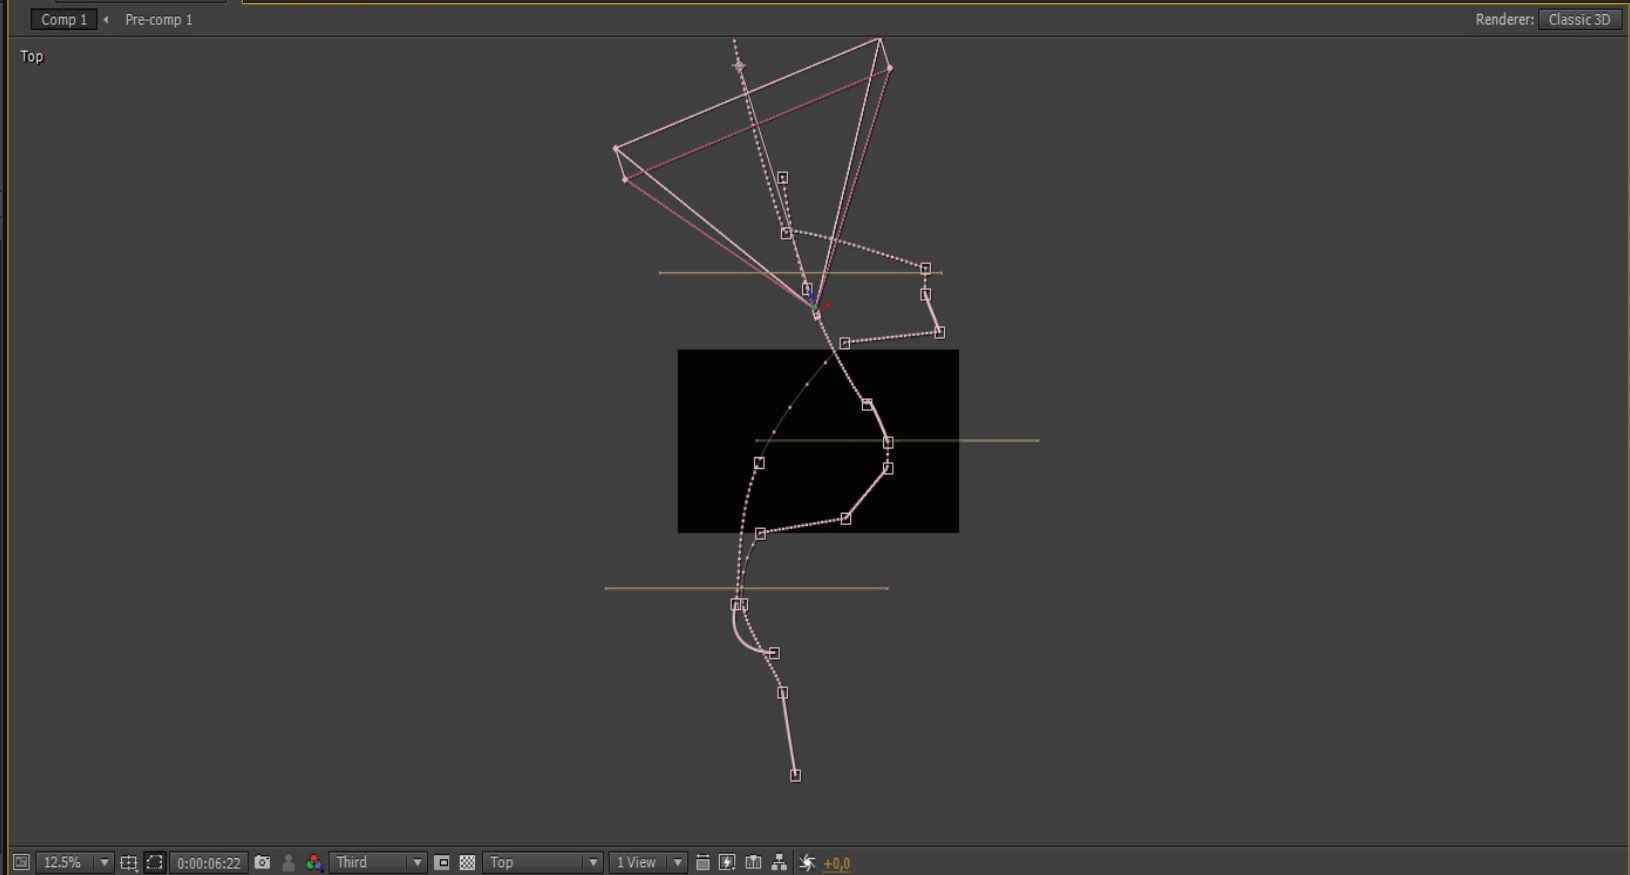 Comp 1 Pre-comp 1 Renderer: Classic 3D
Top
12.5% 0:00:06:22 Third Top 1 View +0,0